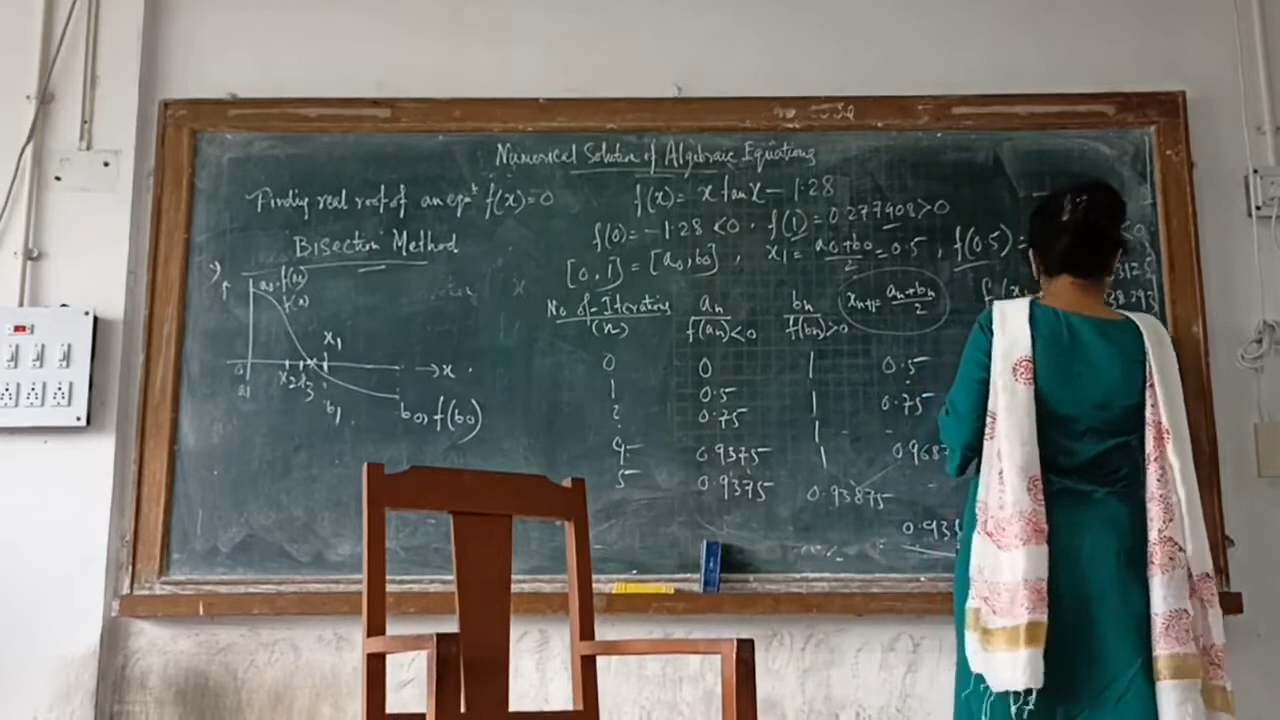 Numerical Solution of Algebraic Equations
Finding real root of an eqn f(x)=0
Bisection Method
y
a0, f(a0)
f(x)
x1
→x
x2 x3
b1
b0, f(b0)
f(x) = x tan x - 1.28
f(0) = -1.28 < 0, f(1) = 0.277408 > 0
[0, 1] = [a0, b0], x1 = (a0+b0)/2 = 0.5, f(0.5) =
No of Iterations (n) an f(an)<0 bn f(bn)>0 xn+1 = (an+bn)/2
0 0 1 0.5
1 0.5 1 0.75
2 0.75 1 -
4 0.9375 1 0.9687
5 0.9375 0.93875 -
0.93